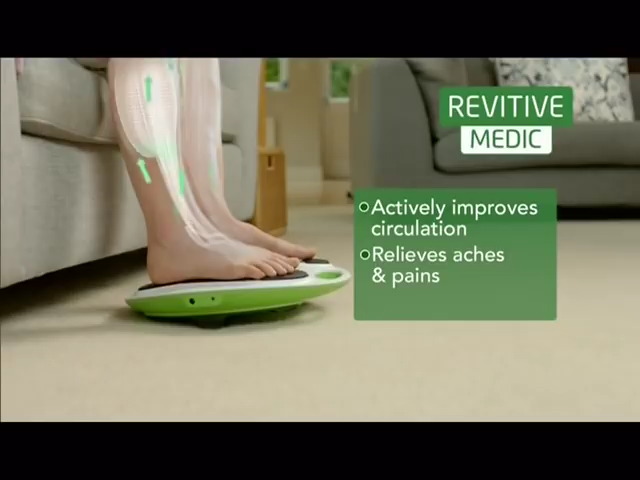 REVITIVE
MEDIC
Actively improves
circulation
Relieves aches
& pains